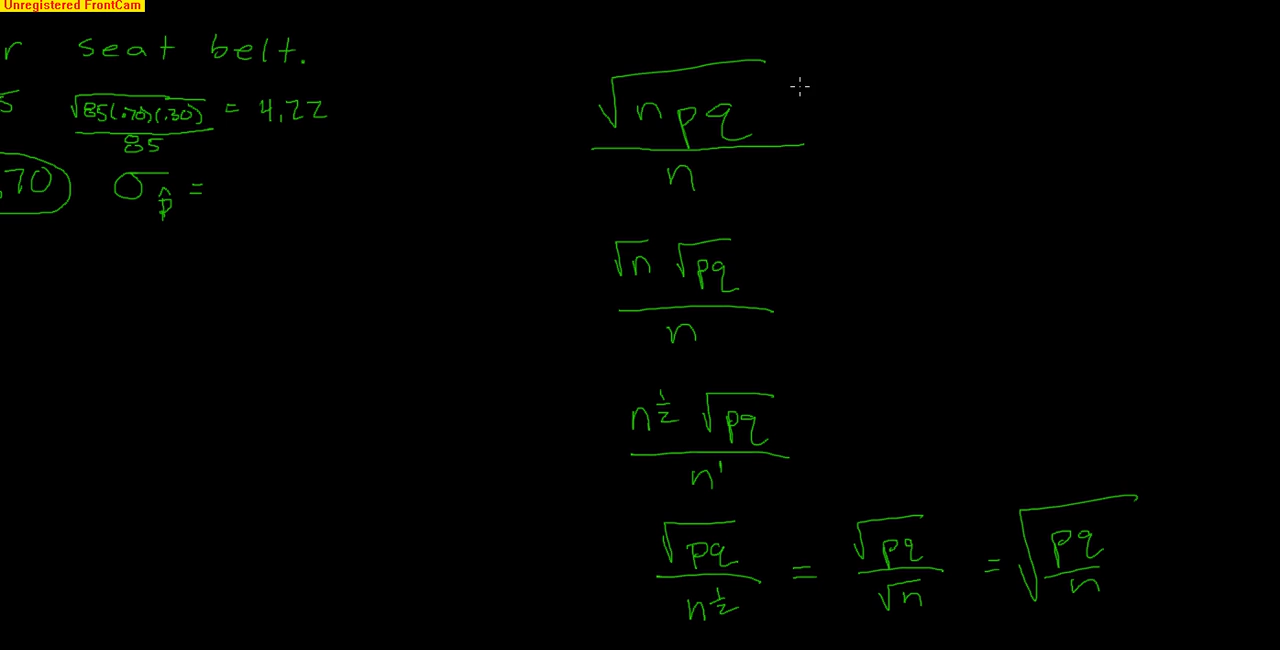 Unregistered FrontCam
r seat belt.
5
√85(.70)(.30) / 85 = 4.22
.70 σp̂ =
√npq / n
√n √pq / n
n^½ √pq / n¹
√pq / n^½ = √pq / √n = √(pq / n)